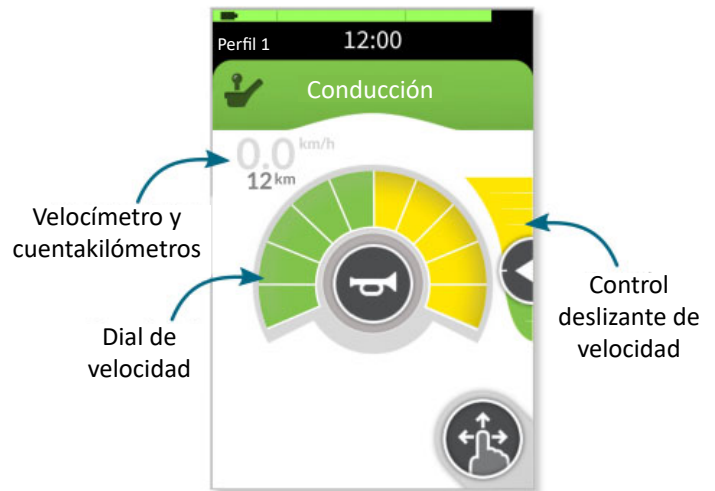 Perfil 1
12:00
Conducción
0.0 km/h
12 km
Velocímetro y
cuentakilómetros
Dial de
velocidad
Control
deslizante de
velocidad